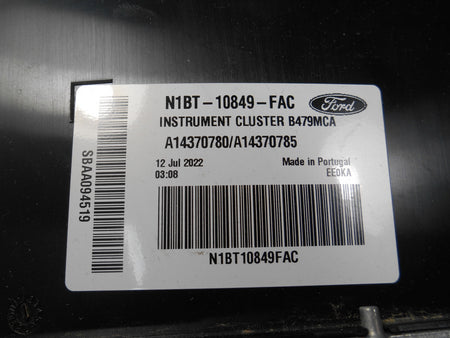 N1BT-10849-FAC
Ford
INSTRUMENT CLUSTER B479MCA
A14370780/A14370785
12 Jul 2022
Made in Portugal
03:08
EE0KA
SBAA094519
N1BT10849FAC